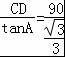 CD/tanA = 90/(√3/3)